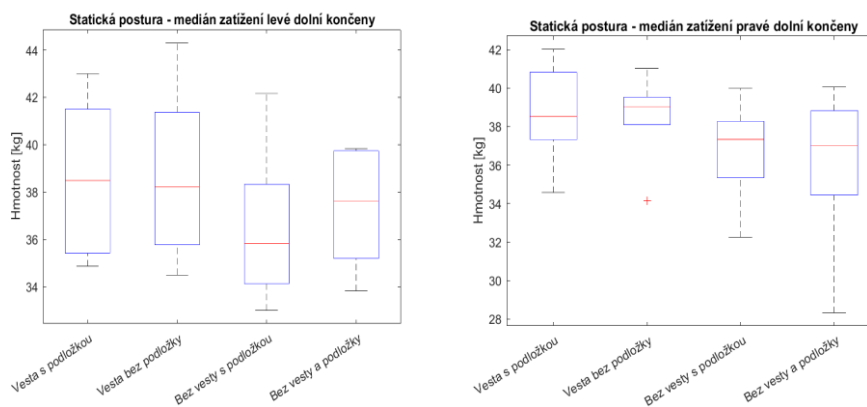 Statická postura - medián zatížení levé dolní končeny
Hmotnost [kg]
44
42
40
38
36
34
Vesta s podložkou
Vesta bez podložky
Bez vesty s podložkou
Bez vesty a podložky
Statická postura - medián zatížení pravé dolní končeny
Hmotnost [kg]
42
40
38
36
34
32
30
28
Vesta s podložkou
Vesta bez podložky
Bez vesty s podložkou
Bez vesty a podložky